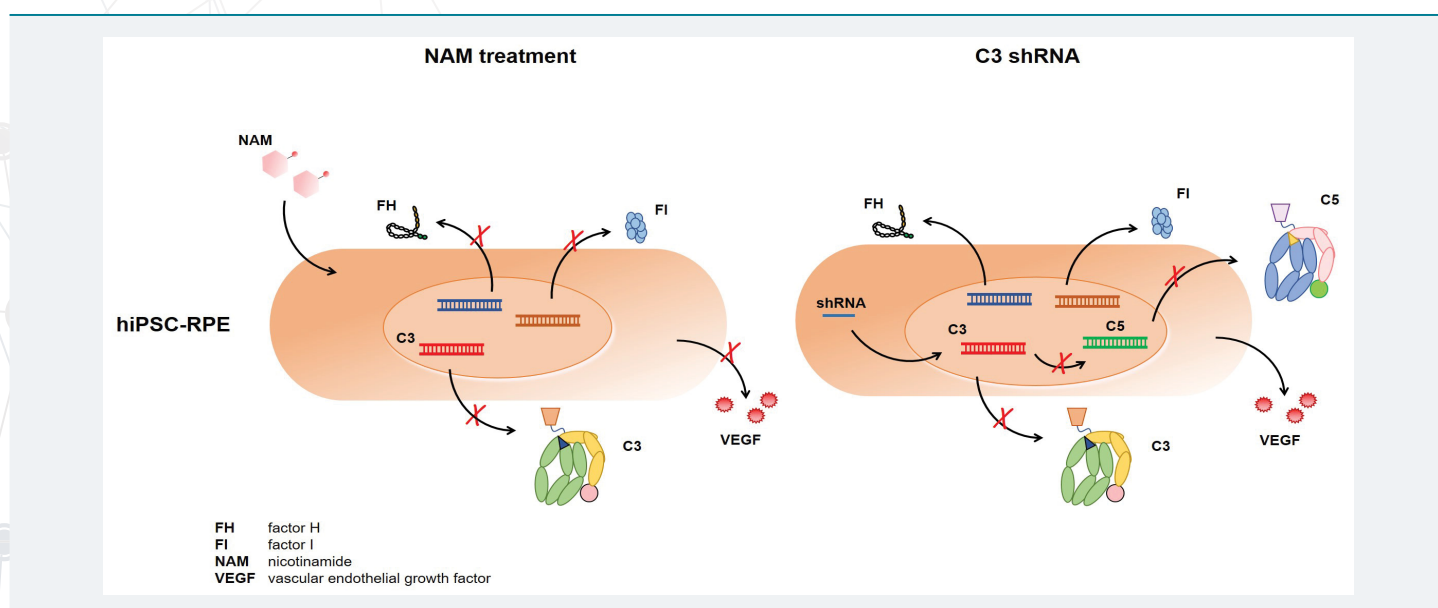 NAM treatment
C3 shRNA
NAM
FH
FI
C3
hiPSC-RPE
VEGF
C3
FH
FI
C5
shRNA
C3
C5
VEGF
C3
FH factor H
FI factor I
NAM nicotinamide
VEGF vascular endothelial growth factor